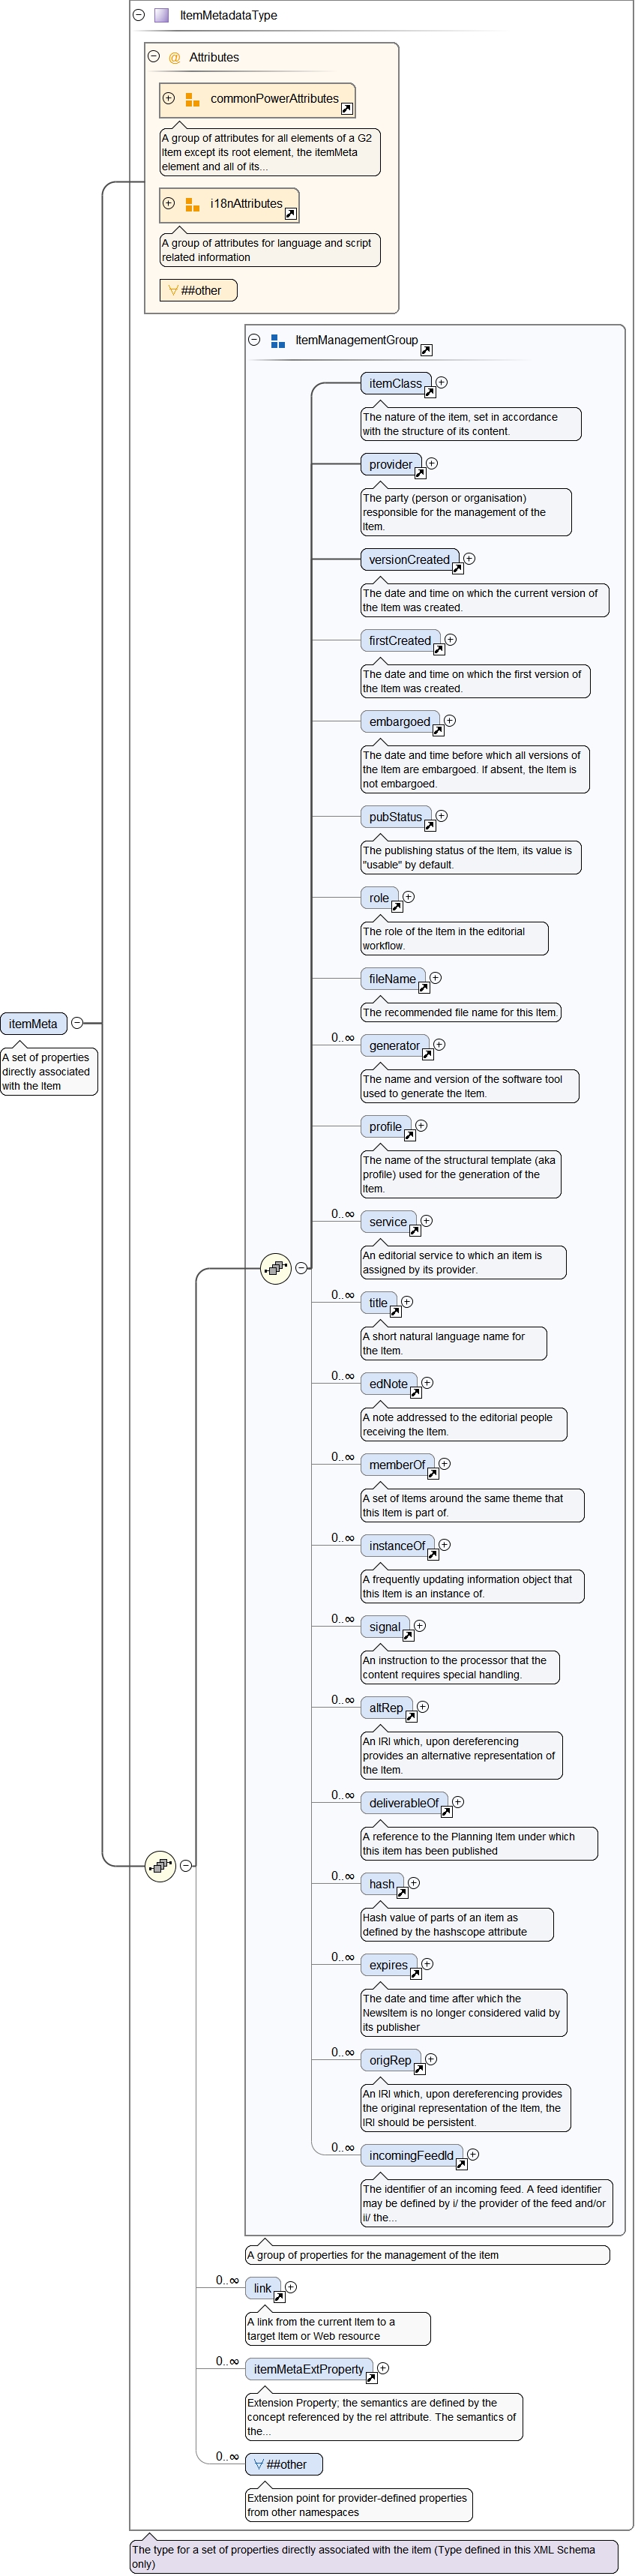 ItemMetadataType
@ Attributes
commonPowerAttributes
A group of attributes for all elements of a G2
Item except its root element, the itemMeta
element and all of its...
i18nAttributes
A group of attributes for language and script
related information
##other
ItemManagementGroup
itemClass
The nature of the item, set in accordance
with the structure of its content.
provider
The party (person or organisation)
responsible for the management of the
Item.
versionCreated
The date and time on which the current version of
the Item was created.
firstCreated
The date and time on which the first version of
the Item was created.
embargoed
The date and time before which all versions of
the Item are embargoed. If absent, the Item is
not embargoed.
pubStatus
The publishing status of the Item, its value is
"usable" by default.
role
The role of the Item in the editorial
workflow.
fileName
The recommended file name for this Item.
itemMeta
A set of properties
directly associated
with the Item
0..∞ generator
The name and version of the software tool
used to generate the Item.
profile
The name of the structural template (aka
profile) used for the generation of the
Item.
0..∞ service
An editorial service to which an item is
assigned by its provider.
0..∞ title
A short natural language name for
the Item.
0..∞ edNote
A note addressed to the editorial people
receiving the Item.
0..∞ memberOf
A set of Items around the same theme that
this Item is part of.
0..∞ instanceOf
A frequently updating information object that
this Item is an instance of.
0..∞ signal
An instruction to the processor that the
content requires special handling.
0..∞ altRep
An IRI which, upon dereferencing
provides an alternative representation of
the Item.
0..∞ deliverableOf
A reference to the Planning Item under which
this item has been published
0..∞ hash
Hash value of parts of an item as
defined by the hashscope attribute
0..∞ expires
The date and time after which the
NewsItem is no longer considered valid by
its publisher
0..∞ origRep
An IRI which, upon dereferencing provides
the original representation of the Item, the
IRI should be persistent.
0..∞ incomingFeedId
The identifier of an incoming feed. A feed identifier
may be defined by i/ the provider of the feed and/or
ii/ the...
A group of properties for the management of the item
0..∞ link
A link from the current Item to a
target Item or Web resource
0..∞ itemMetaExtProperty
Extension Property; the semantics are defined by the
concept referenced by the rel attribute. The semantics of
the...
0..∞ ##other
Extension point for provider-defined properties
from other namespaces
The type for a set of properties directly associated with the item (Type defined in this XML Schema
only)